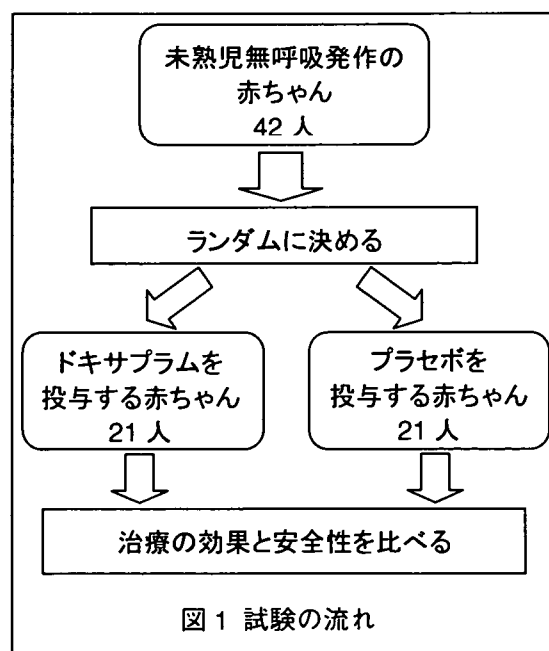 未熟児無呼吸発作の
赤ちゃん
42 人
ランダムに決める
ドキサプラムを
投与する赤ちゃん
21 人
プラセボを
投与する赤ちゃん
21 人
治療の効果と安全性を比べる
図 1 試験の流れ